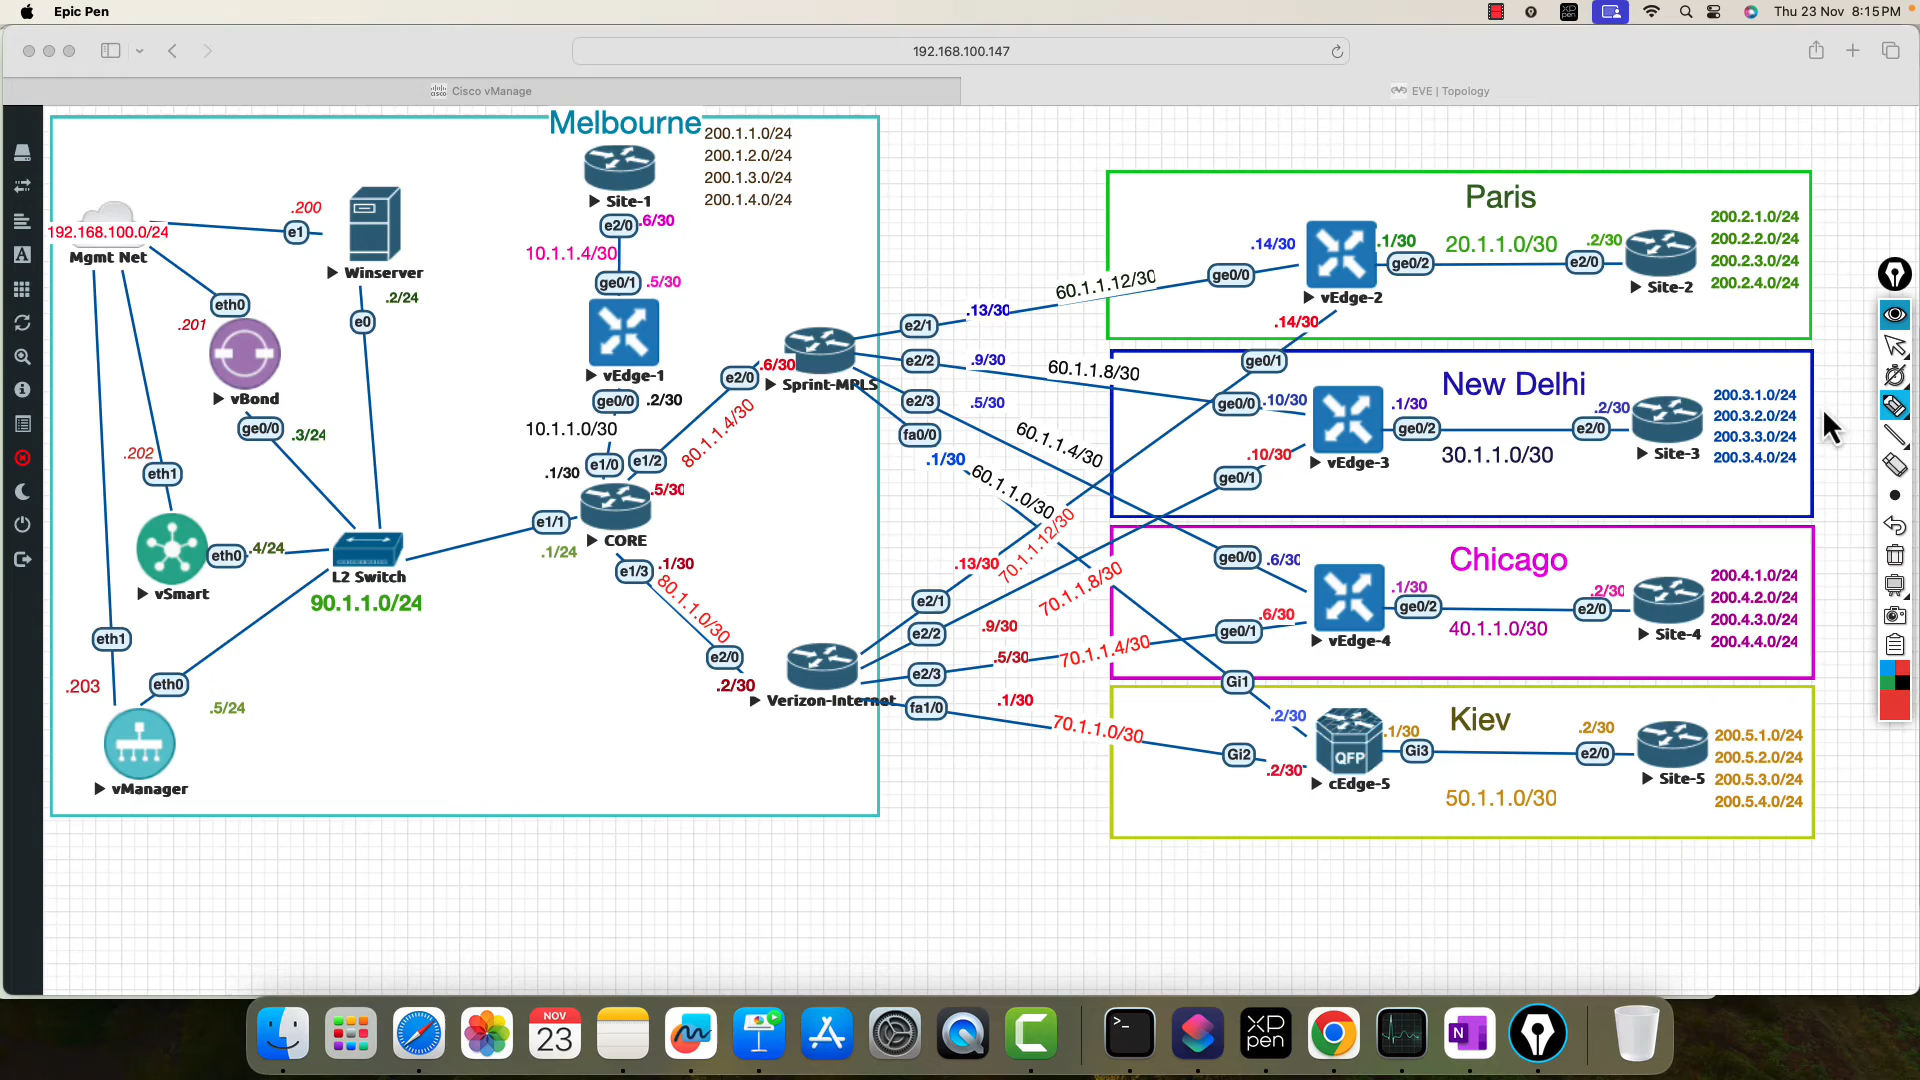 Epic Pen
Thu 23 Nov 8:15 PM
192.168.100.147
Cisco vManage
EVE | Topology
Melbourne
200.1.1.0/24
200.1.2.0/24
200.1.3.0/24
200.1.4.0/24
Site-1
e2/0 .6/30
10.1.1.4/30
ge0/1 .5/30
vEdge-1
ge0/0 .2/30
10.1.1.0/30
.1/30 e1/0 e1/2
.5/30
CORE
e1/1
.1/24
e1/3 .1/30
80.1.1.0/30
e2/0
.2/30
Verizon-Internet
80.1.1.4/30
e2/0 .6/30
Sprint-MPLS
192.168.100.0/24
Mgmt Net
e1
.200
Winserver
.2/24
e0
eth0
.201
vBond
ge0/0 .3/24
.202
eth1
vSmart
eth0 .4/24
L2 Switch
90.1.1.0/24
eth1
.203
eth0
.5/24
vManager
e2/1 .13/30 60.1.1.12/30
e2/2 .9/30 60.1.1.8/30
e2/3 .5/30 60.1.1.4/30
fa0/0 .1/30 60.1.1.0/30
e2/1 .13/30 70.1.1.12/30
e2/2 .9/30 70.1.1.8/30
e2/3 .5/30 70.1.1.4/30
fa1/0 .1/30 70.1.1.0/30
Paris
ge0/0 .14/30
vEdge-2
.14/30
ge0/1
.1/30 ge0/2 20.1.1.0/30 e2/0 .2/30
Site-2
200.2.1.0/24
200.2.2.0/24
200.2.3.0/24
200.2.4.0/24
New Delhi
ge0/0 .10/30
.10/30
ge0/1
vEdge-3
.1/30 ge0/2 30.1.1.0/30 e2/0 .2/30
Site-3
200.3.1.0/24
200.3.2.0/24
200.3.3.0/24
200.3.4.0/24
Chicago
ge0/0 .6/30
ge0/1 .6/30
vEdge-4
.1/30 ge0/2 40.1.1.0/30 e2/0 .2/30
Site-4
200.4.1.0/24
200.4.2.0/24
200.4.3.0/24
200.4.4.0/24
Kiev
Gi1
.2/30
Gi2
.2/30
QFP
cEdge-5
.1/30 Gi3 50.1.1.0/30 e2/0 .2/30
Site-5
200.5.1.0/24
200.5.2.0/24
200.5.3.0/24
200.5.4.0/24
NOV
23
XP
pen
N